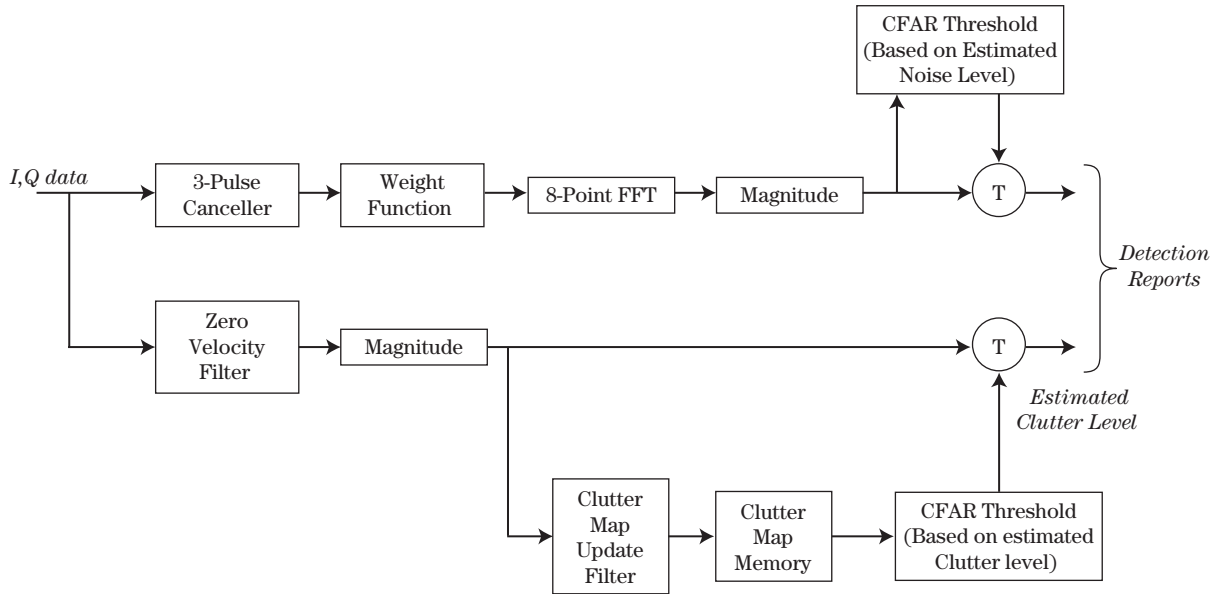 CFAR Threshold
(Based on Estimated
Noise Level)
I,Q data
3-Pulse
Canceller
Weight
Function
8-Point FFT
Magnitude
T
Detection
Reports
Zero
Velocity
Filter
Magnitude
T
Estimated
Clutter Level
Clutter
Map
Update
Filter
Clutter
Map
Memory
CFAR Threshold
(Based on estimated
Clutter level)